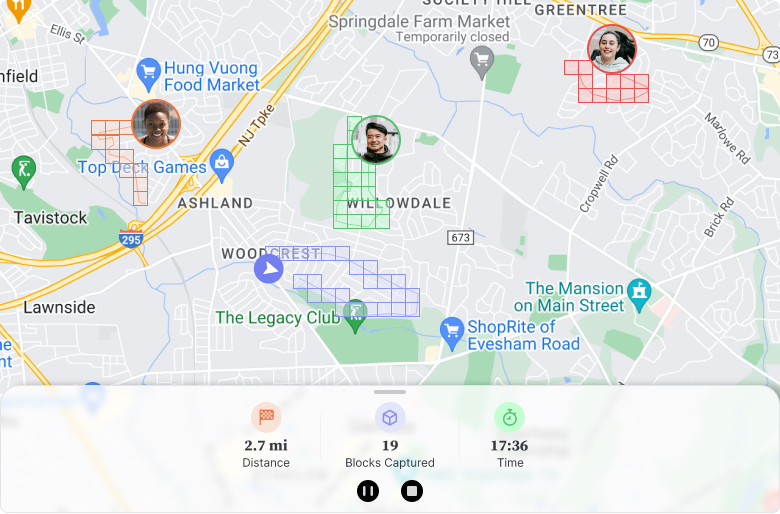 SOCIETY HILL
GREENTREE
Springdale Farm Market
Temporarily closed
Ellis St
70
73
nfield
Hung Vuong
Food Market
NJ-Tpke
Marlowe Rd
Top Deck Games
Cropwell Rd
ASHLAND
WILLOWDALE
Brick Rd
Tavistock
295
673
WOODCREST
The Mansion
on Main Street
Lawnside
The Legacy Club
ShopRite of
Evesham Road
ne
nt
2.7 mi
Distance
19
Blocks Captured
17:36
Time